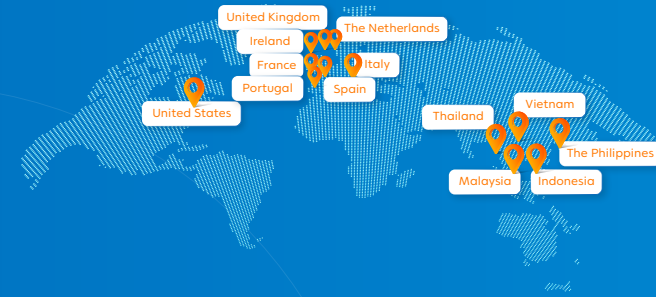 United Kingdom
The Netherlands
Ireland
France
Italy
Portugal
Spain
United States
Vietnam
Thailand
The Philippines
Malaysia
Indonesia